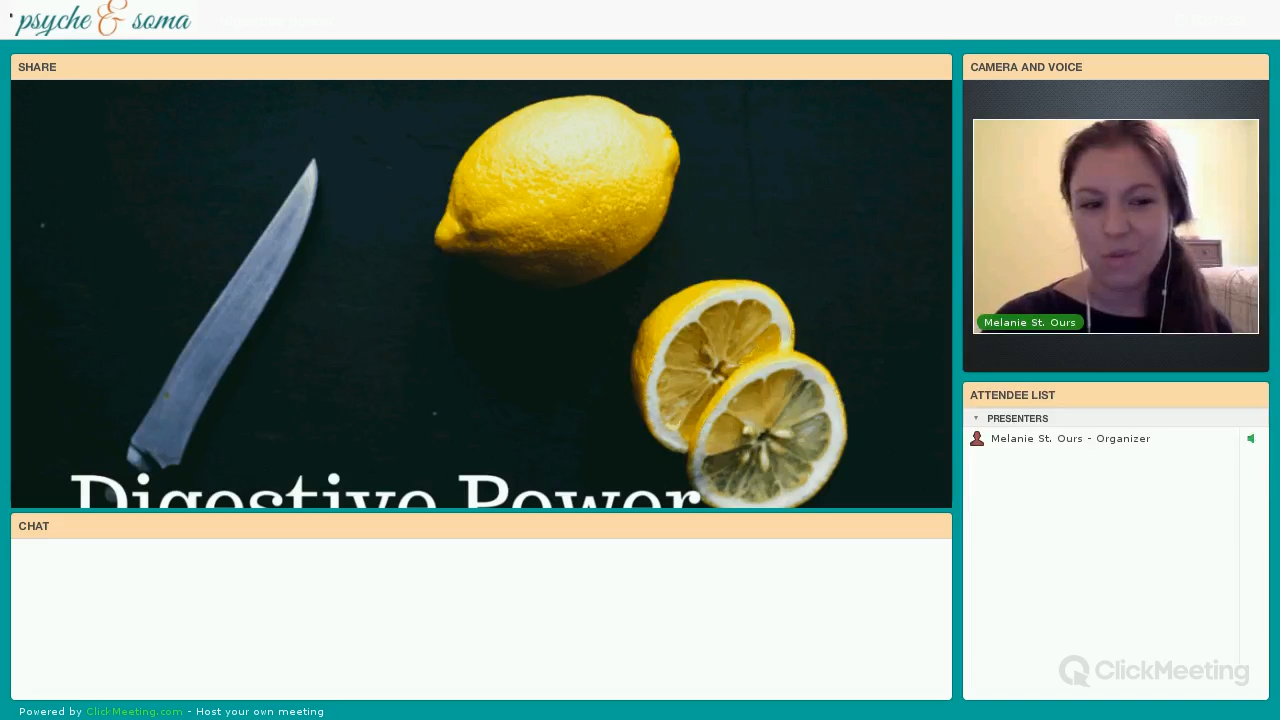 psyche & soma
SHARE
CAMERA AND VOICE
Melanie St. Ours
ATTENDEE LIST
PRESENTERS
Melanie St. Ours - Organizer
Digestive Power
CHAT
ClickMeeting
Powered by ClickMeeting.com - Host your own meeting